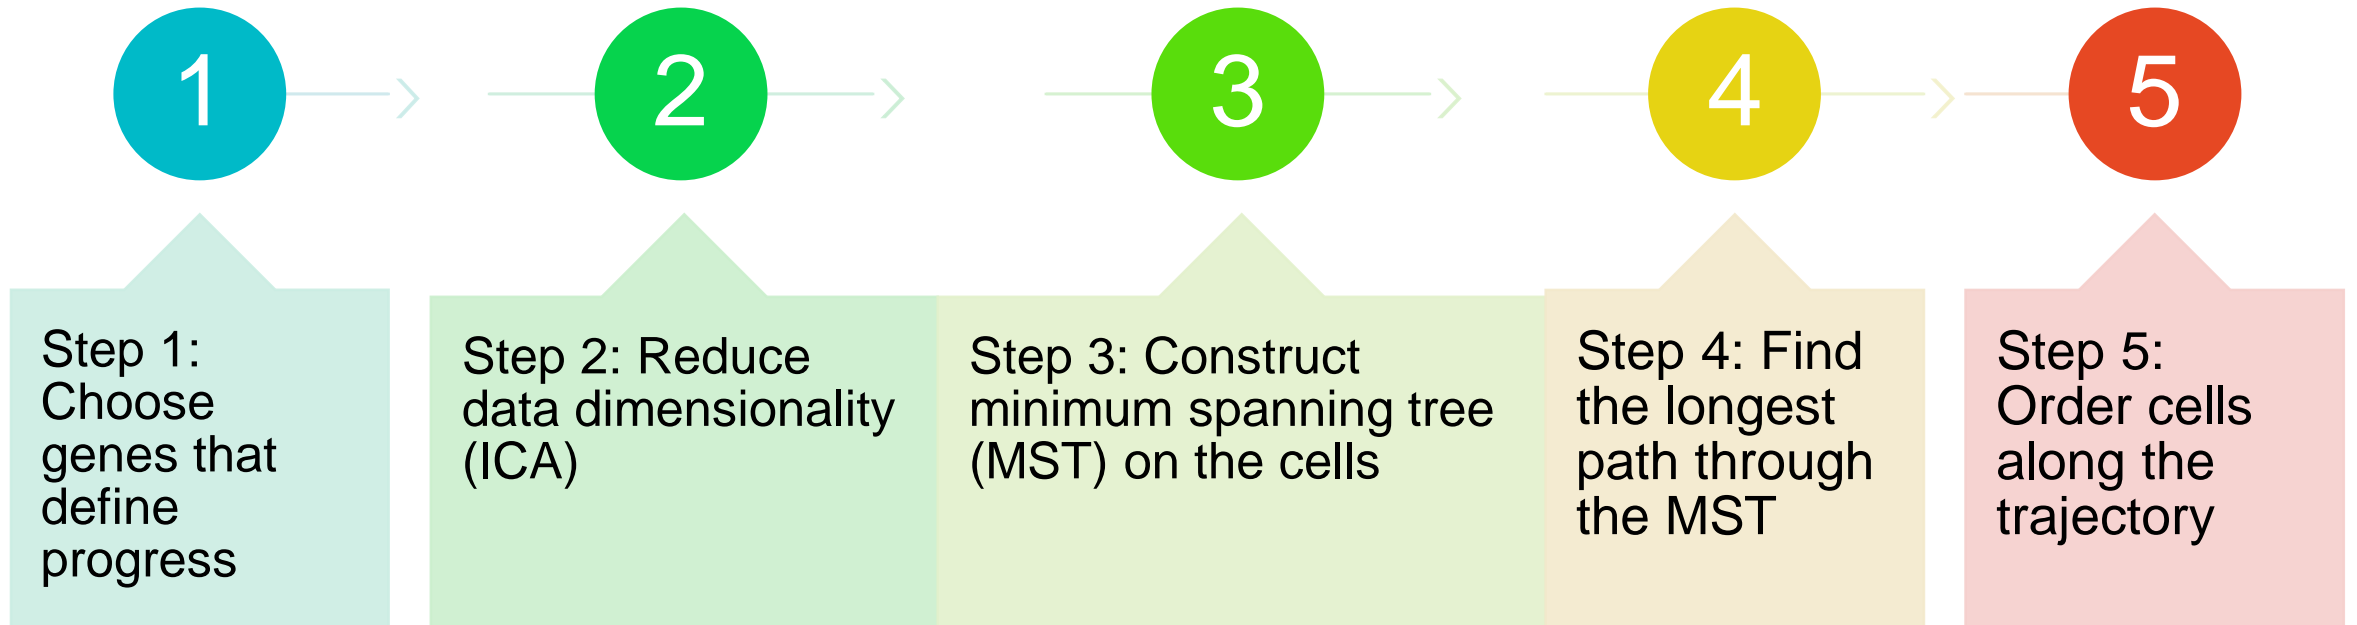 1
2
3
4
5
Step 1:
Choose
genes that
define
progress
Step 2: Reduce
data dimensionality
(ICA)
Step 3: Construct
minimum spanning tree
(MST) on the cells
Step 4: Find
the longest
path through
the MST
Step 5:
Order cells
along the
trajectory